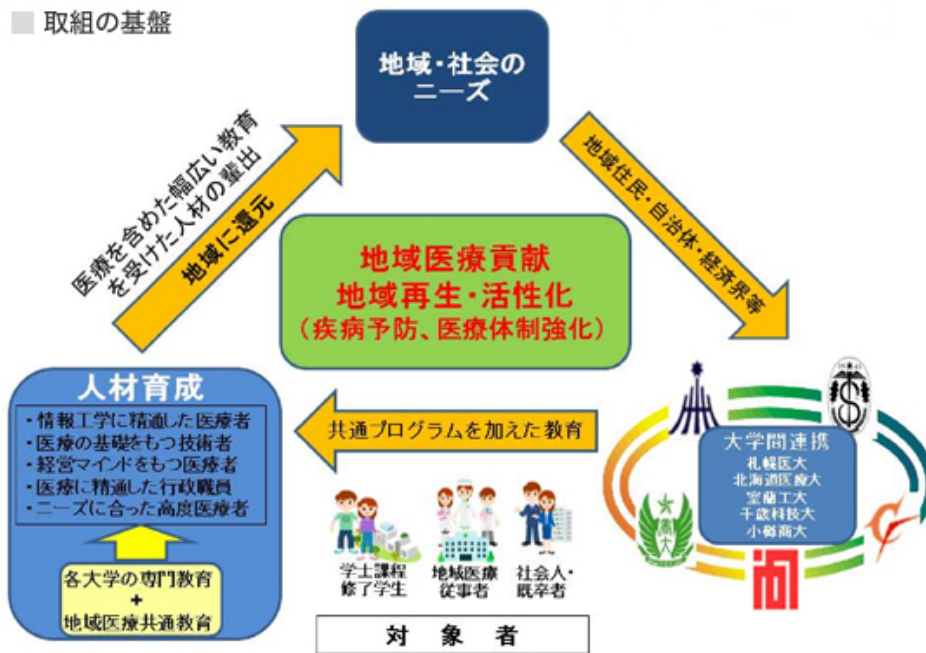 取組の基盤
地域・社会の
ニーズ
医療を含めた幅広い教育
を受けた人材の輩出
地域に還元
地域住民・自治体・経済界等
地域医療貢献
地域再生・活性化
（疾病予防、医療体制強化）
人材育成
・情報工学に精通した医療者
・医療の基礎をもつ技術者
・経営マインドをもつ医療者
・医療に精通した行政職員
・ニーズに合った高度医療者
各大学の専門教育
+
地域医療共通教育
共通プログラムを加えた教育
大学間連携
札幌医大
北海道医療大
室蘭工大
千歳科技大
小樽商大
学士課程
修了学生
地域医療
従事者
社会人・
既卒者
対 象 者